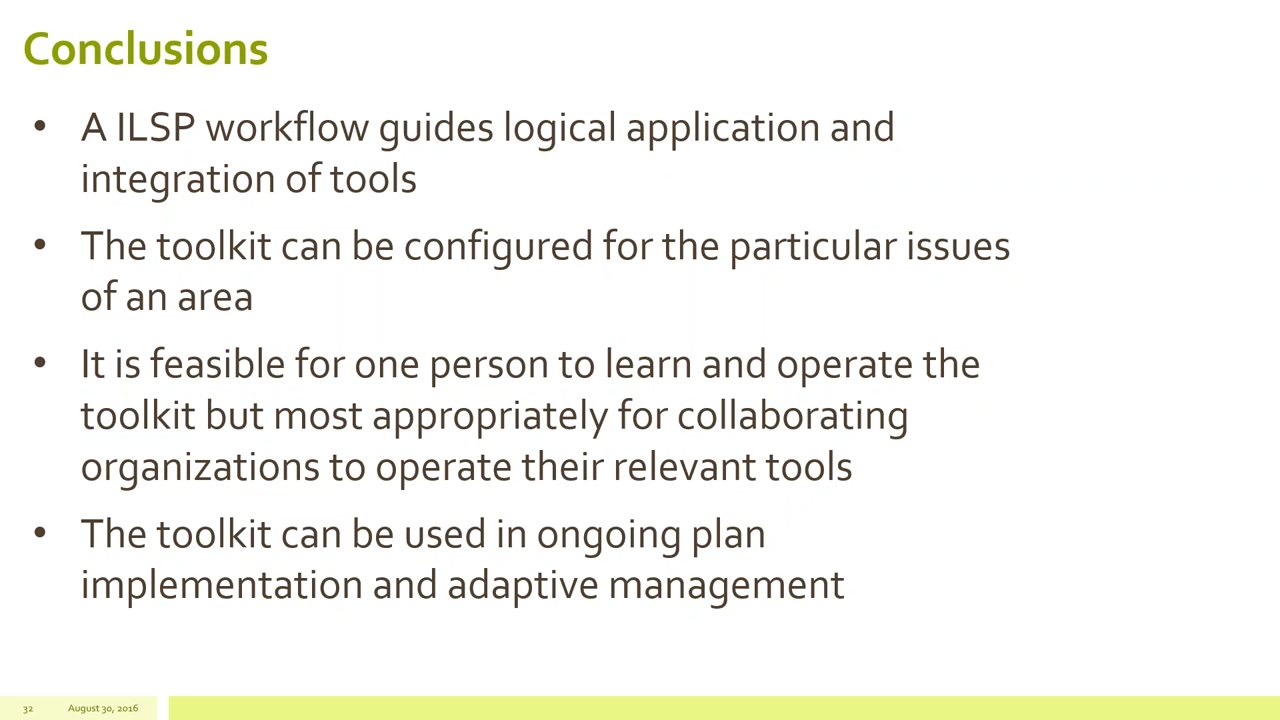 Conclusions
• A ILSP workflow guides logical application and
integration of tools
• The toolkit can be configured for the particular issues
of an area
• It is feasible for one person to learn and operate the
toolkit but most appropriately for collaborating
organizations to operate their relevant tools
• The toolkit can be used in ongoing plan
implementation and adaptive management
32 August 30, 2016